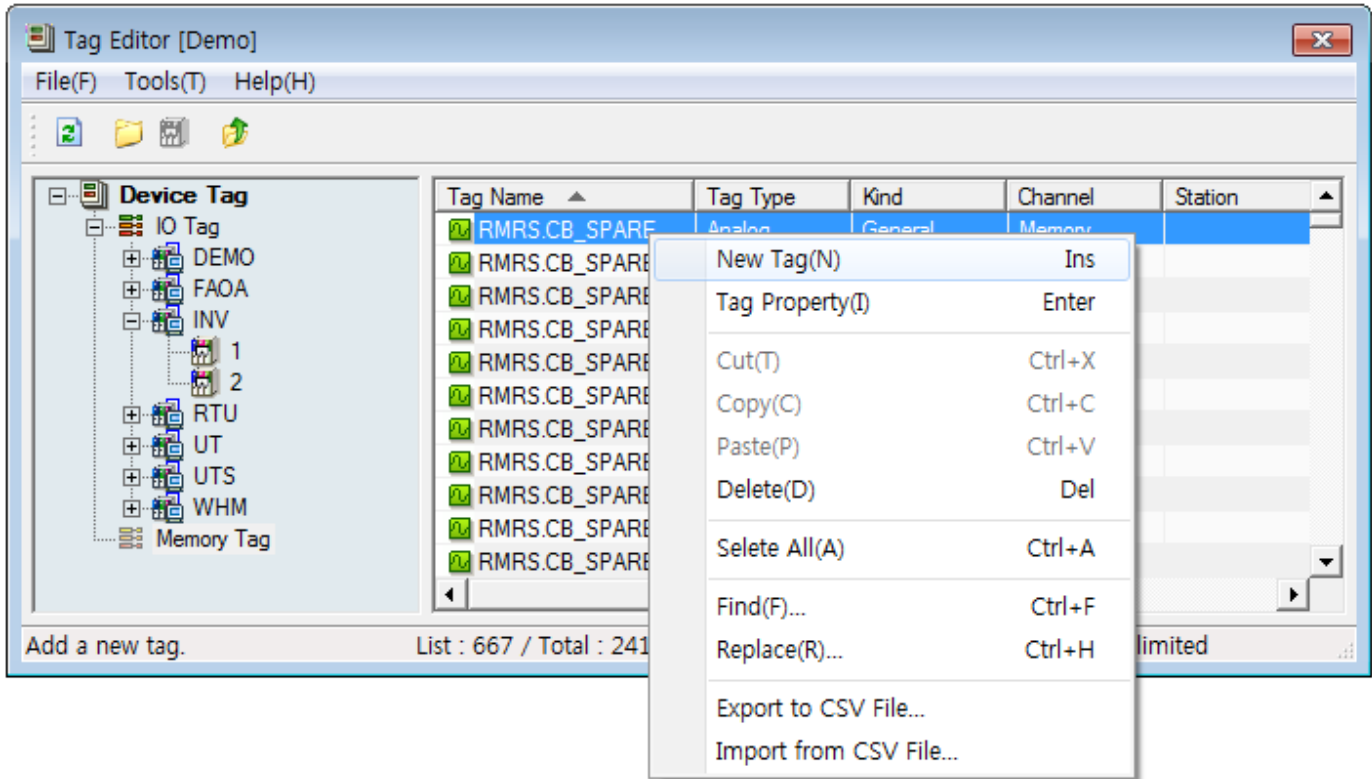 Tag Editor [Demo]
File(F) Tools(T) Help(H)
Device Tag
IO Tag
DEMO
FAOA
INV
1
2
RTU
UT
UTS
WHM
Memory Tag
Tag Name Tag Type Kind Channel Station
RMRS.CB_SPARE Analog General Memory
RMRS.CB_SPARE
RMRS.CB_SPARE
RMRS.CB_SPARE
RMRS.CB_SPARE
RMRS.CB_SPARE
RMRS.CB_SPARE
RMRS.CB_SPARE
RMRS.CB_SPARE
RMRS.CB_SPARE
RMRS.CB_SPARE
New Tag(N) Ins
Tag Property(I) Enter
Cut(T) Ctrl+X
Copy(C) Ctrl+C
Paste(P) Ctrl+V
Delete(D) Del
Selete All(A) Ctrl+A
Find(F)... Ctrl+F
Replace(R)... Ctrl+H
Export to CSV File...
Import from CSV File...
Add a new tag. List : 667 / Total : 241 limited